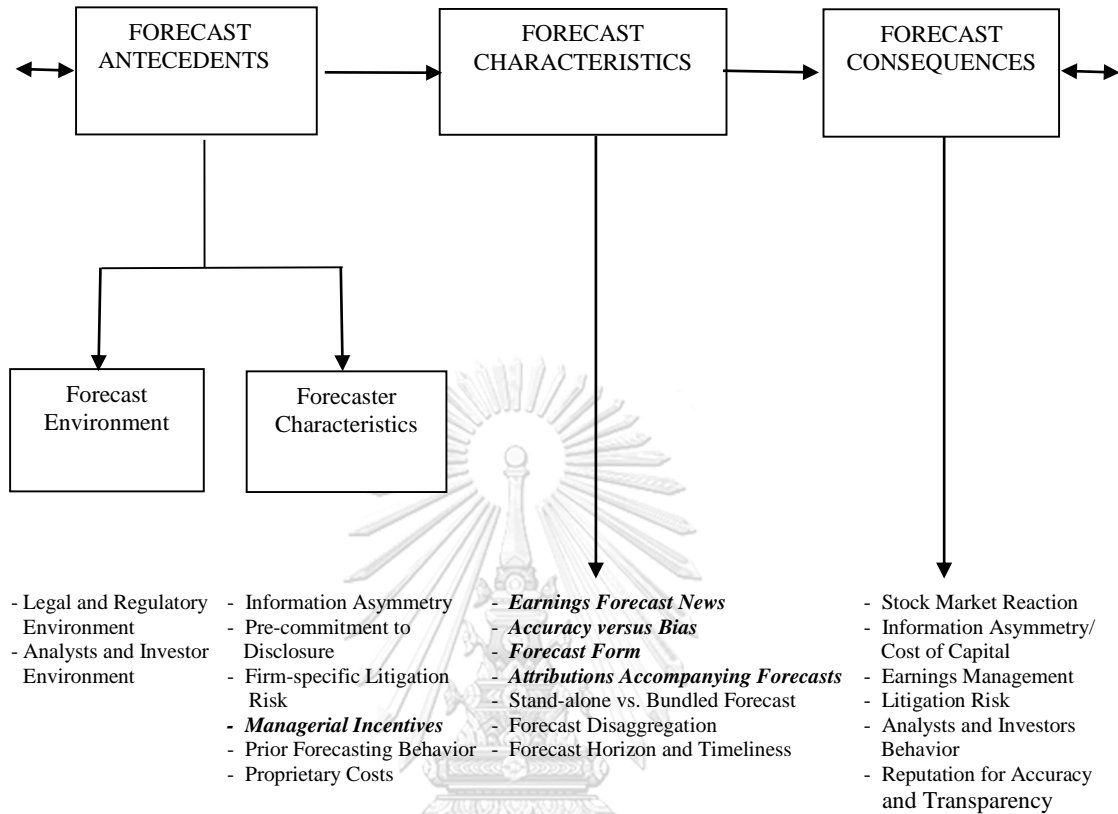 FORECAST
ANTECEDENTS
FORECAST
CHARACTERISTICS
FORECAST
CONSEQUENCES
Forecast
Environment
Forecaster
Characteristics
- Legal and Regulatory
Environment
- Analysts and Investor
Environment
- Information Asymmetry
- Pre-commitment to
Disclosure
- Firm-specific Litigation
Risk
- Managerial Incentives
- Prior Forecasting Behavior
- Proprietary Costs
- Earnings Forecast News
- Accuracy versus Bias
- Forecast Form
- Attributions Accompanying Forecasts
- Stand-alone vs. Bundled Forecast
- Forecast Disaggregation
- Forecast Horizon and Timeliness
- Stock Market Reaction
- Information Asymmetry/
Cost of Capital
- Earnings Management
- Litigation Risk
- Analysts and Investors
Behavior
- Reputation for Accuracy
and Transparency